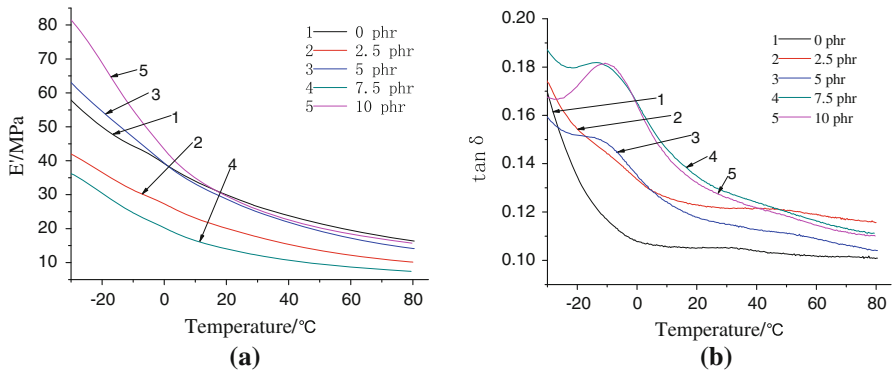 80
70
60
50
40
30
20
10
E'/MPa
1 0 phr
2 2.5 phr
3 5 phr
4 7.5 phr
5 10 phr
5
3
1
2
4
-20 0 20 40 60 80
Temperature/℃
(a)
0.20
0.18
0.16
0.14
0.12
0.10
tan δ
1 0 phr
2 2.5 phr
3 5 phr
4 7.5 phr
5 10 phr
1
2
3
4
5
-20 0 20 40 60 80
Temperature/℃
(b)